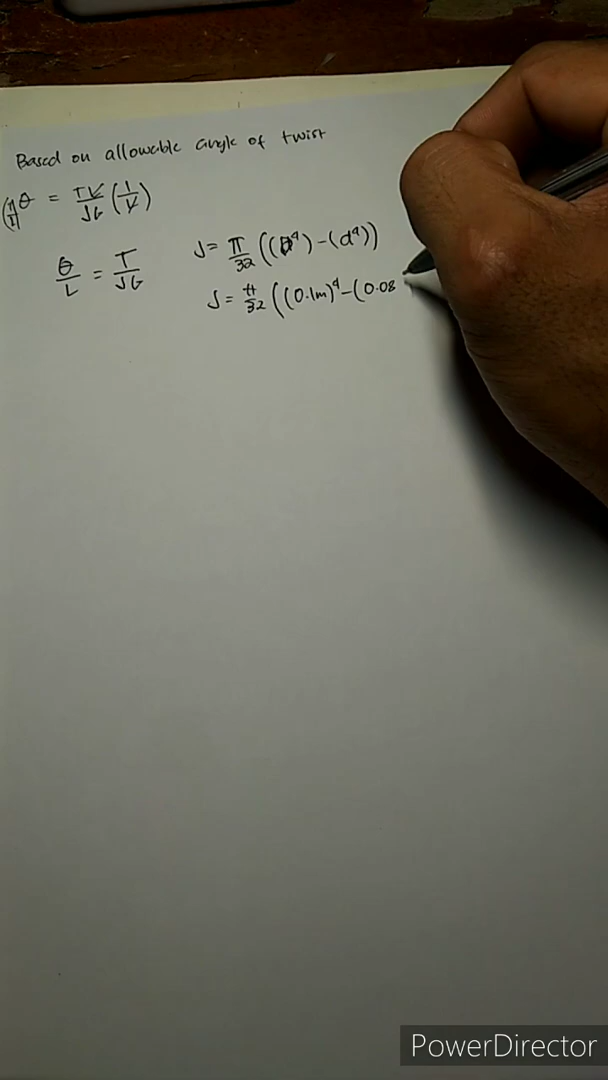 Based on allowable angle of twist
(1/L) θ = TL/JG (1/L)
θ/L = T/JG
J = π/32 ((D⁴) - (d⁴))
J = π/32 ((0.1m)⁴ - (0.08
PowerDirector